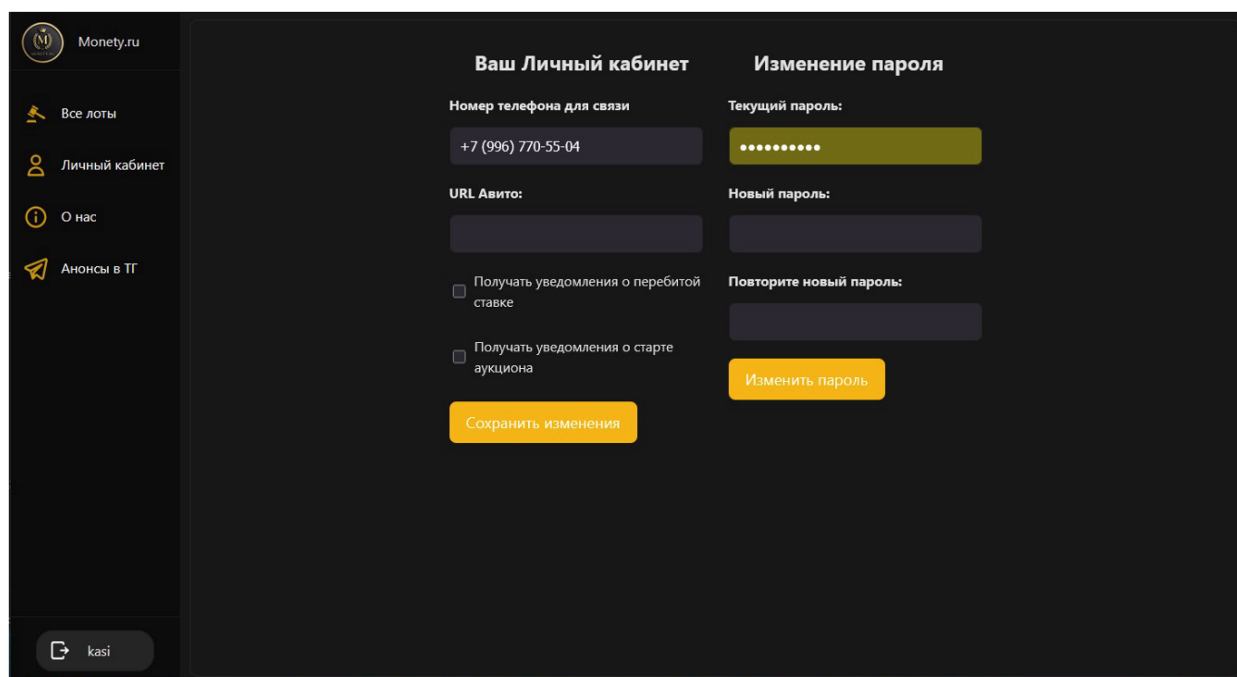 Monety.ru
Все лоты
Личный кабинет
О нас
Анонсы в ТГ
kasi
Ваш Личный кабинет
Номер телефона для связи
+7 (996) 770-55-04
URL Авито:
Получать уведомления о перебитой
ставке
Получать уведомления о старте
аукциона
Сохранить изменения
Изменение пароля
Текущий пароль:
••••••••••
Новый пароль:
Повторите новый пароль:
Изменить пароль